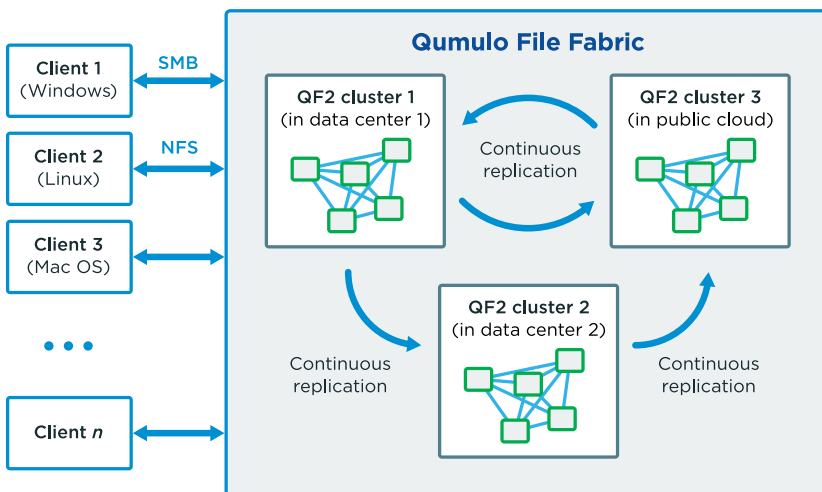 Qumulo File Fabric
Client 1
(Windows)
SMB
Client 2
(Linux)
NFS
Client 3
(Mac OS)
Client n
QF2 cluster 1
(in data center 1)
Continuous
replication
QF2 cluster 3
(in public cloud)
Continuous
replication
QF2 cluster 2
(in data center 2)
Continuous
replication